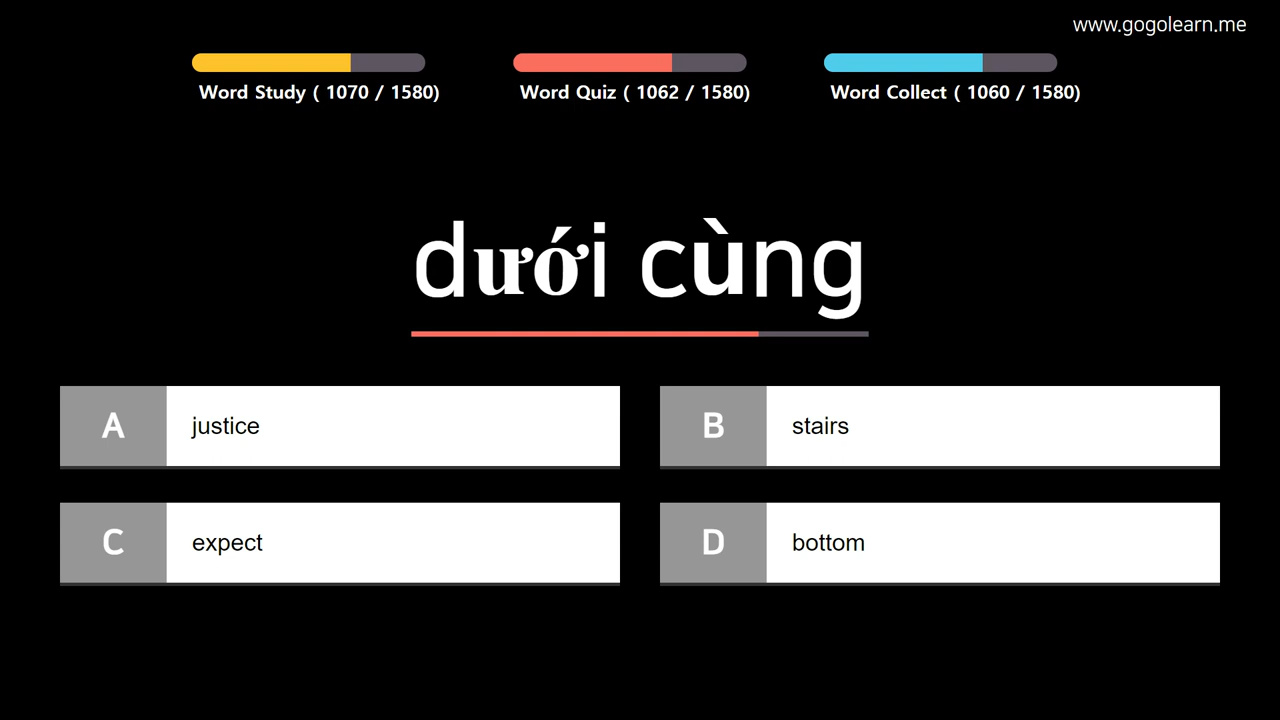 www.gogolearn.me
Word Study ( 1070 / 1580)
Word Quiz ( 1062 / 1580)
Word Collect ( 1060 / 1580)
dưới cùng
A justice
B stairs
C expect
D bottom